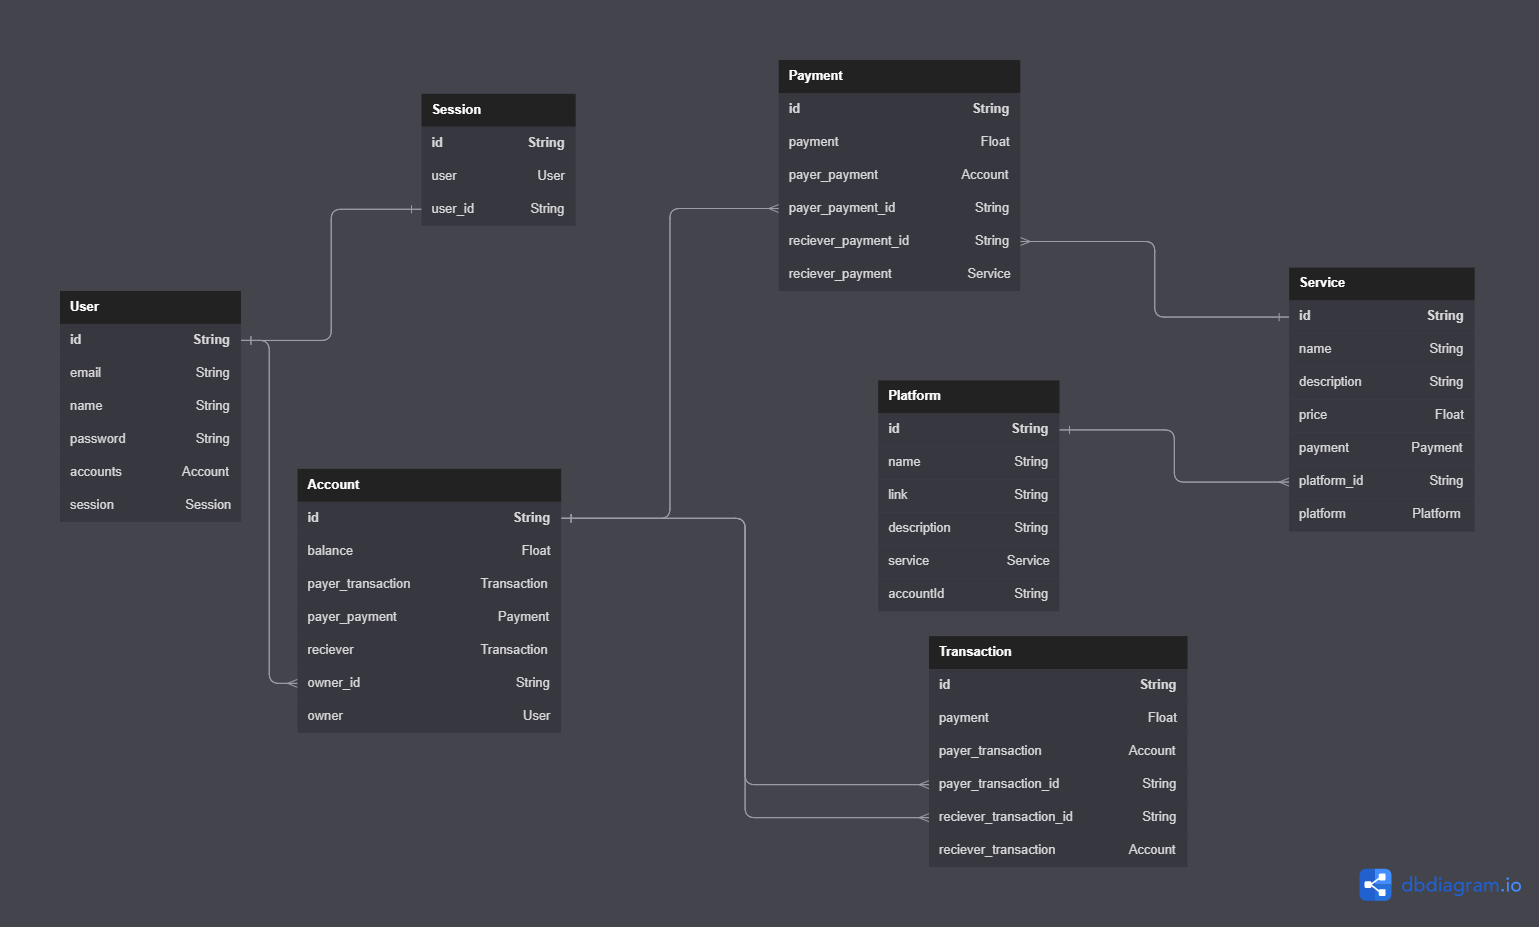 Session
id String
user User
user_id String
User
id String
email String
name String
password String
accounts Account
session Session
Account
id String
balance Float
payer_transaction Transaction
payer_payment Payment
reciever Transaction
owner_id String
owner User
Payment
id String
payment Float
payer_payment Account
payer_payment_id String
reciever_payment_id String
reciever_payment Service
Platform
id String
name String
link String
description String
service Service
accountId String
Transaction
id String
payment Float
payer_transaction Account
payer_transaction_id String
reciever_transaction_id String
reciever_transaction Account
Service
id String
name String
description String
price Float
payment Payment
platform_id String
platform Platform
dbdiagram.io